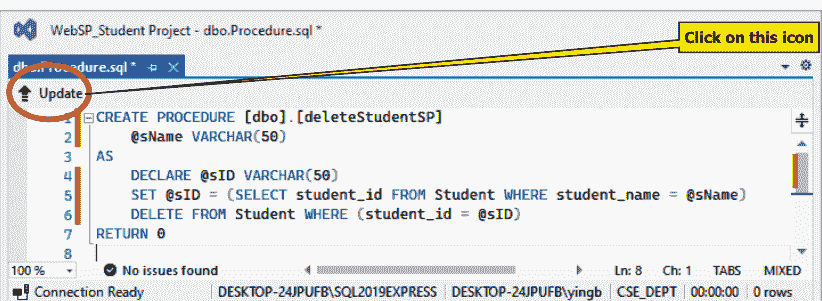 WebSP_Student Project - dbo.Procedure.sql *
Click on this icon
dbo.Procedure.sql *
Update
1 CREATE PROCEDURE [dbo].[deleteStudentSP]
2 @sName VARCHAR(50)
3 AS
4 DECLARE @sID VARCHAR(50)
5 SET @sID = (SELECT student_id FROM Student WHERE student_name = @sName)
6 DELETE FROM Student WHERE (student_id = @sID)
7 RETURN 0
8
100 % No issues found Ln: 8 Ch: 1 TABS MIXED
Connection Ready DESKTOP-24JPUFB\SQL2019EXPRESS DESKTOP-24JPUFB\yingb CSE_DEPT 00:00:00 0 rows